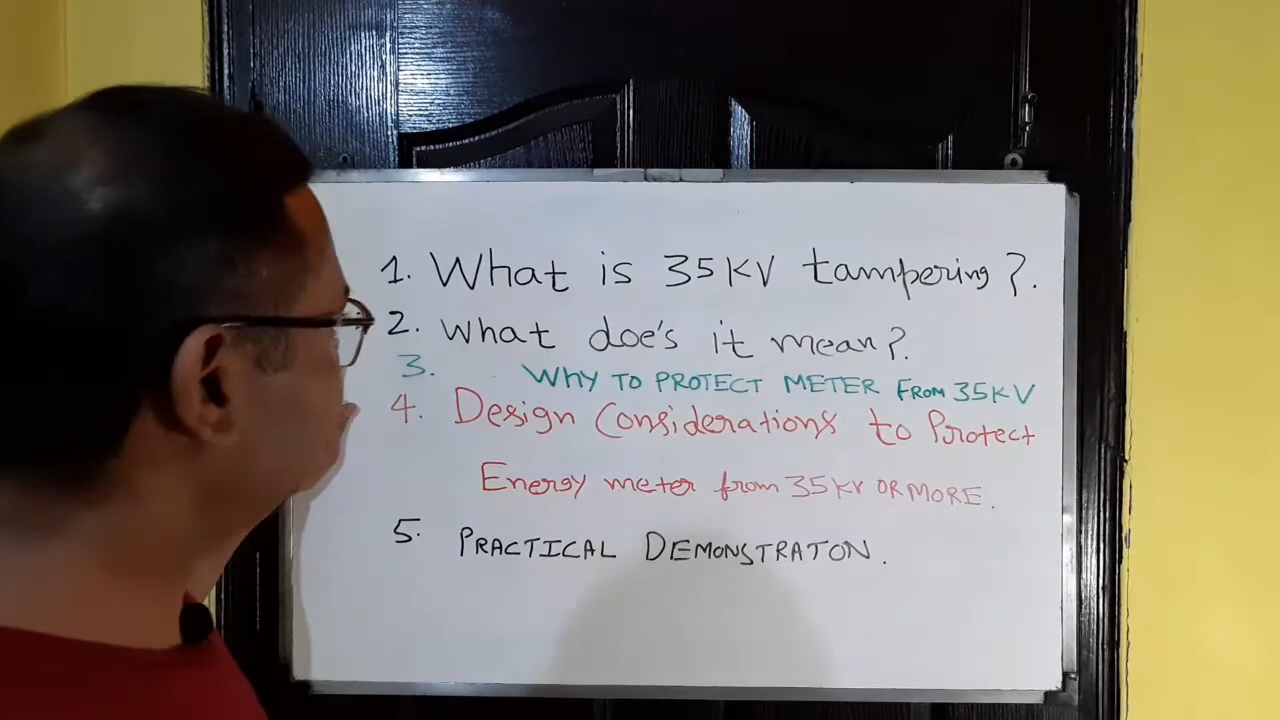 1. What is 35KV tampering?.
2. What doe's it mean?.
3. WHY TO PROTECT METER FROM 35KV
4. Design Considerations to Protect
Energy meter from 35KV OR MORE.
5. PRACTICAL DEMONSTRATON.